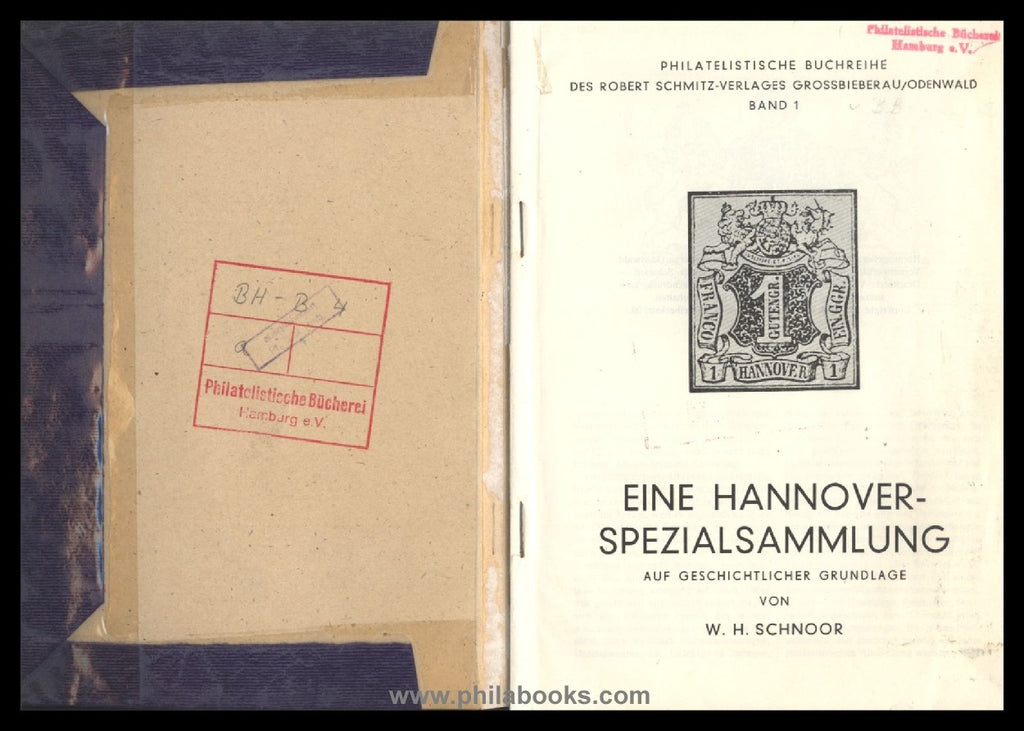 BH - B 4
Philatelistische Bücherei
Hamburg e.V.
Philatelistische Bücherei
Hamburg e.V.
PHILATELISTISCHE BUCHREIHE
DES ROBERT SCHMITZ-VERLAGES GROSSBIEBERAU/ODENWALD
BAND 1
FRANCO
1
GUTENGR.
EIN.GGR.
1
HANNOVER
1
EINE HANNOVER-
SPEZIALSAMMLUNG
AUF GESCHICHTLICHER GRUNDLAGE
VON
W. H. SCHNOOR
www.philabooks.com